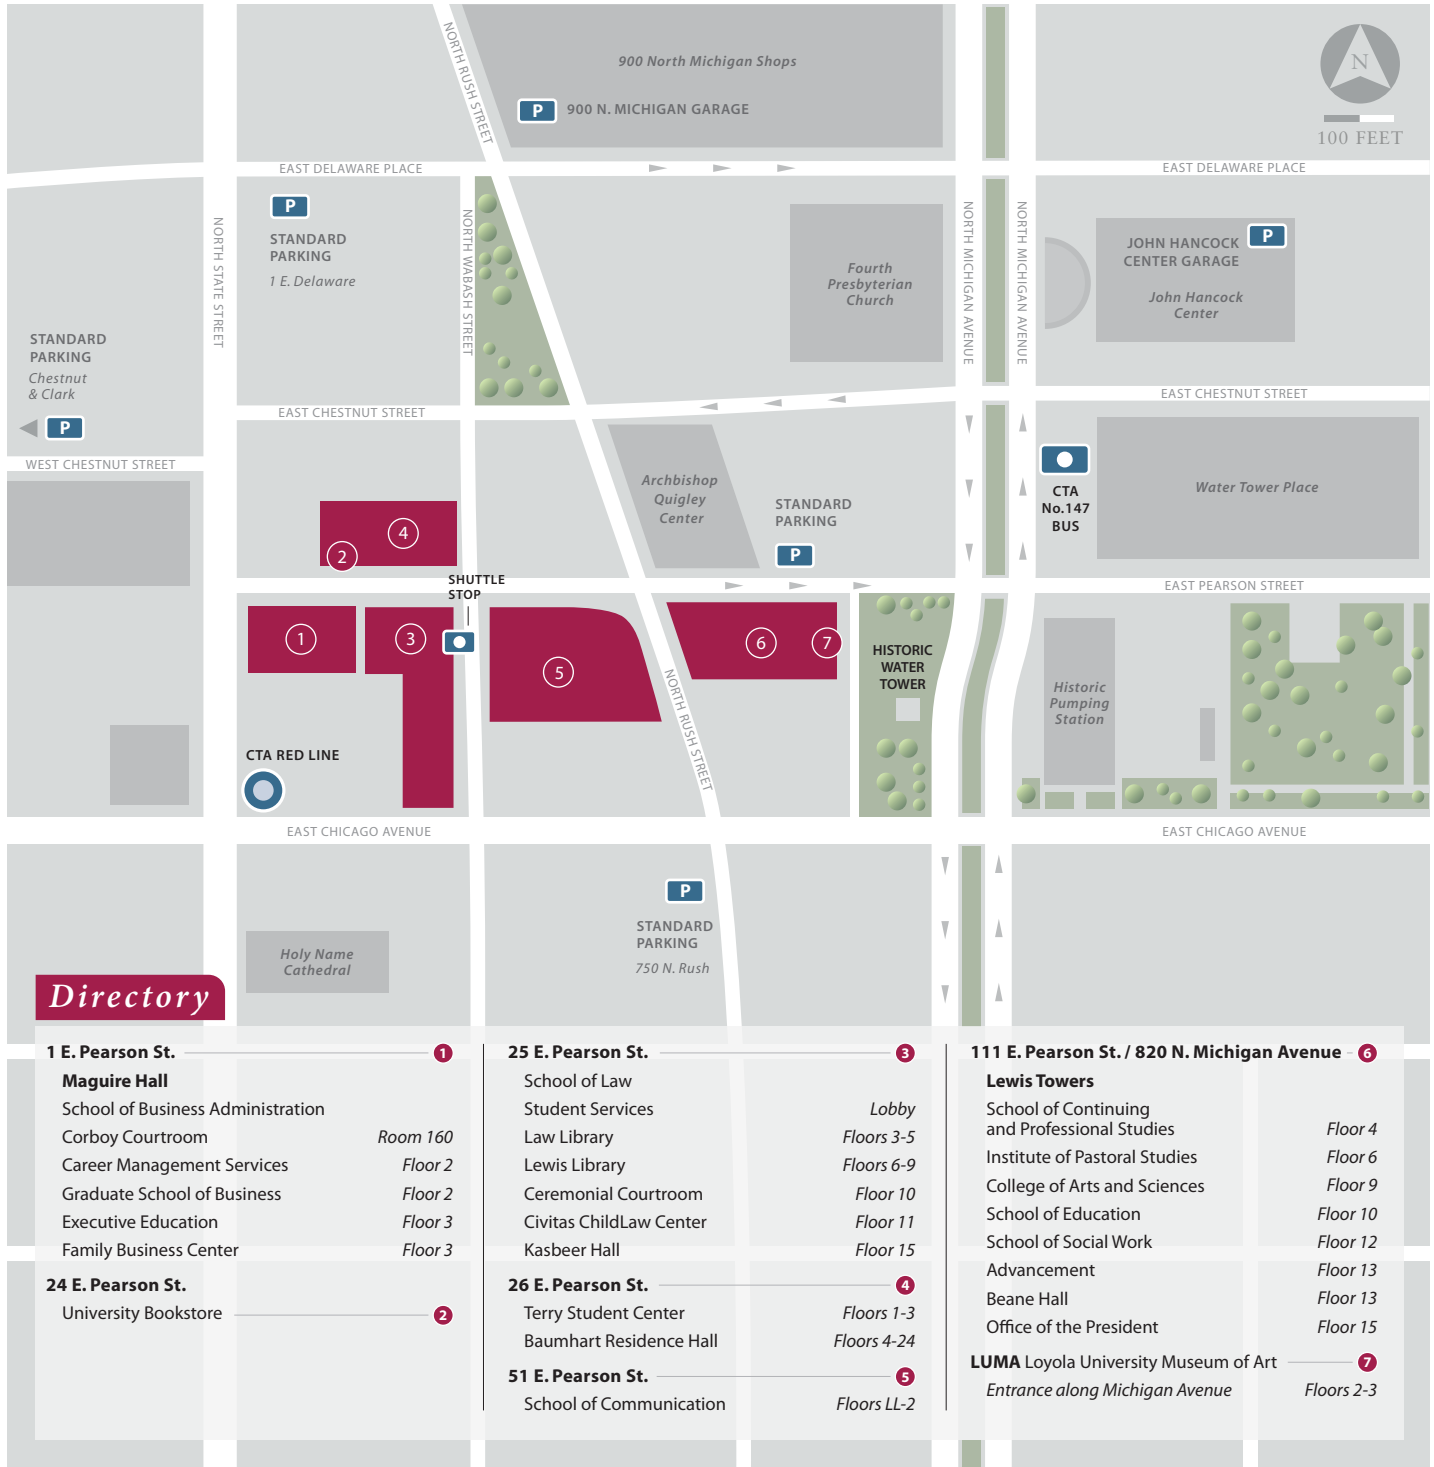 900 North Michigan Shops
P 900 N. MICHIGAN GARAGE
NORTH RUSH STREET
N
100 FEET
EAST DELAWARE PLACE
EAST DELAWARE PLACE
P
STANDARD
PARKING
1 E. Delaware
NORTH STATE STREET
NORTH WABASH STREET
Fourth
Presbyterian
Church
NORTH MICHIGAN AVENUE
NORTH MICHIGAN AVENUE
JOHN HANCOCK
CENTER GARAGE
P
John Hancock
Center
STANDARD
PARKING
Chestnut
& Clark
P
EAST CHESTNUT STREET
EAST CHESTNUT STREET
WEST CHESTNUT STREET
Archbishop
Quigley
Center
STANDARD
PARKING
P
CTA
No.147
BUS
Water Tower Place
4
2
SHUTTLE
STOP
EAST PEARSON STREET
1
3
5
6
7
NORTH RUSH STREET
HISTORIC
WATER
TOWER
Historic
Pumping
Station
CTA RED LINE
EAST CHICAGO AVENUE
EAST CHICAGO AVENUE
P
STANDARD
PARKING
750 N. Rush
Holy Name
Cathedral
Directory
1 E. Pearson St. 1
Maguire Hall
School of Business Administration
Corboy Courtroom Room 160
Career Management Services Floor 2
Graduate School of Business Floor 2
Executive Education Floor 3
Family Business Center Floor 3
24 E. Pearson St.
University Bookstore 2
25 E. Pearson St. 3
School of Law
Student Services Lobby
Law Library Floors 3-5
Lewis Library Floors 6-9
Ceremonial Courtroom Floor 10
Civitas ChildLaw Center Floor 11
Kasbeer Hall Floor 15
26 E. Pearson St. 4
Terry Student Center Floors 1-3
Baumhart Residence Hall Floors 4-24
51 E. Pearson St. 5
School of Communication Floors LL-2
111 E. Pearson St. / 820 N. Michigan Avenue 6
Lewis Towers
School of Continuing
and Professional Studies Floor 4
Institute of Pastoral Studies Floor 6
College of Arts and Sciences Floor 9
School of Education Floor 10
School of Social Work Floor 12
Advancement Floor 13
Beane Hall Floor 13
Office of the President Floor 15
LUMA Loyola University Museum of Art 7
Entrance along Michigan Avenue Floors 2-3